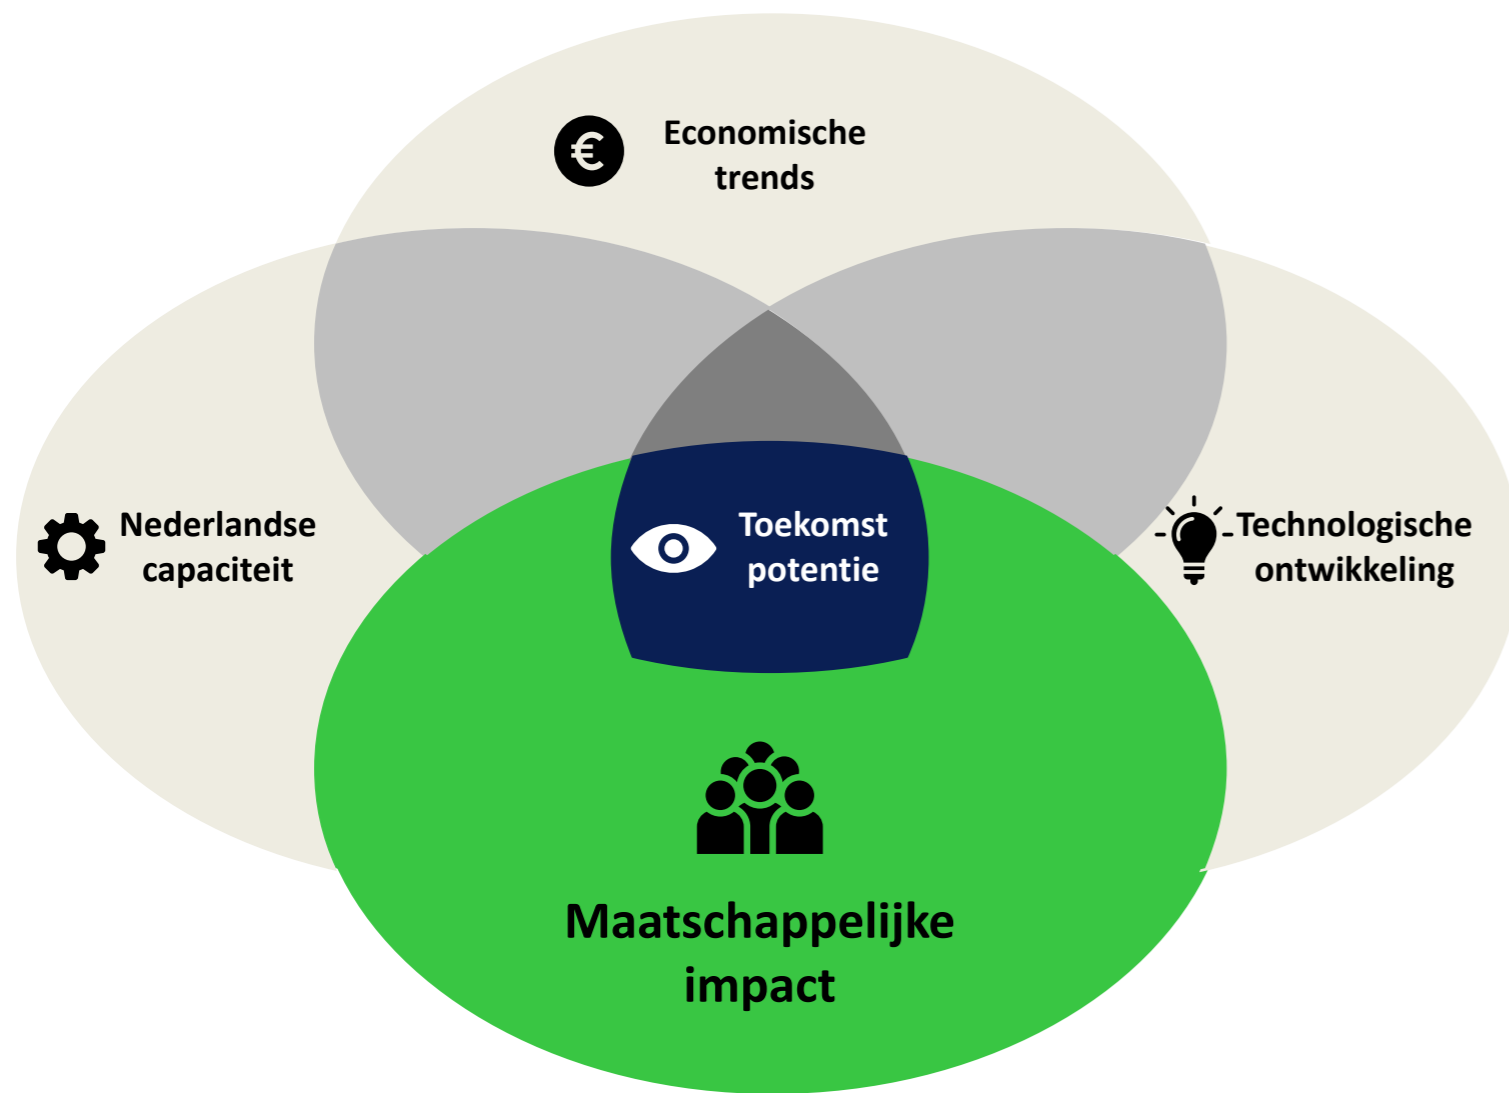 €
Economische
trends
Nederlandse
capaciteit
Toekomst
potentie
Technologische
ontwikkeling
Maatschappelijke
impact